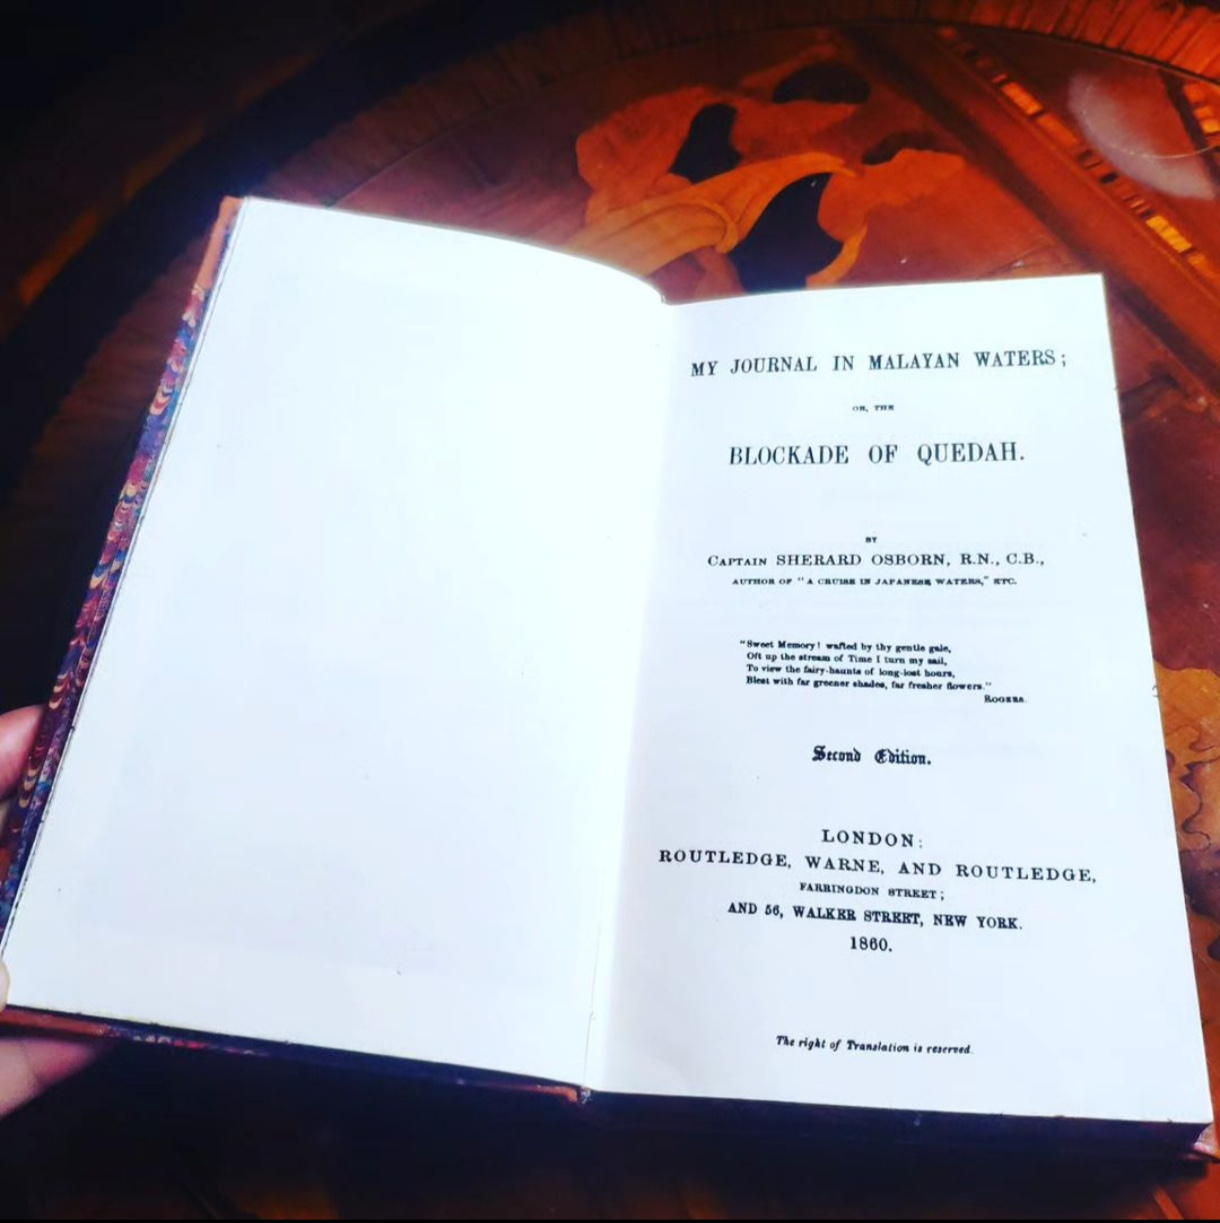 MY JOURNAL IN MALAYAN WATERS;
OR, THE
BLOCKADE OF QUEDAH.
BY
CAPTAIN SHERARD OSBORN, R.N., C.B.,
AUTHOR OF "A CRUISE IN JAPANESE WATERS," ETC.
"Sweet Memory! wafted by thy gentle gale,
Oft up the stream of Time I turn my sail,
To view the fairy-haunts of long-lost hours,
Blest with far greener shades, far fresher flowers."
ROGERS.
Second Edition.
LONDON:
ROUTLEDGE, WARNE, AND ROUTLEDGE,
FARRINGDON STREET;
AND 56, WALKER STREET, NEW YORK.
1860.
The right of Translation is reserved.